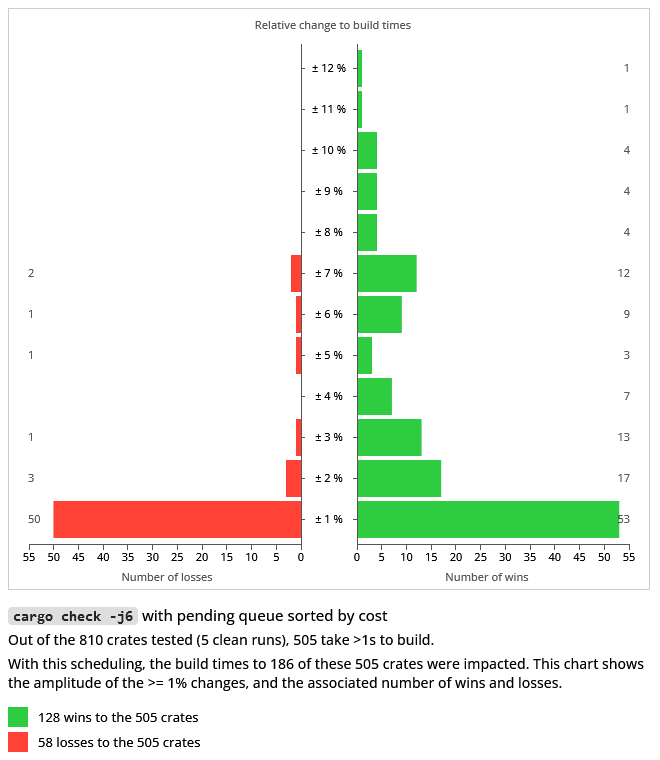 Relative change to build times
± 12 % 1
± 11 % 1
± 10 % 4
± 9 % 4
± 8 % 4
2 ± 7 % 12
1 ± 6 % 9
1 ± 5 % 3
± 4 % 7
1 ± 3 % 13
3 ± 2 % 17
50 ± 1 % 53
55 50 45 40 35 30 25 20 15 10 5 0 0 5 10 15 20 25 30 35 40 45 50 55
Number of losses Number of wins
cargo check -j6 with pending queue sorted by cost
Out of the 810 crates tested (5 clean runs), 505 take >1s to build.
With this scheduling, the build times to 186 of these 505 crates were impacted. This chart shows
the amplitude of the >= 1% changes, and the associated number of wins and losses.
128 wins to the 505 crates
58 losses to the 505 crates